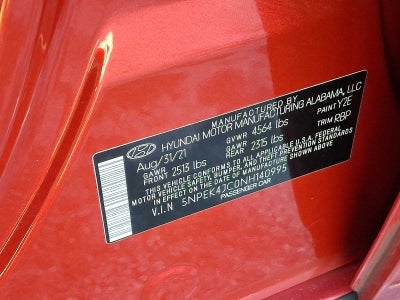 MANUFACTURED BY
HYUNDAI MOTOR MANUFACTURING ALABAMA, LLC
Aug/31/21 GVWR 4564 lbs PAINT Y2E
GAWR FRONT 2513 lbs GAWR REAR 2315 lbs TRIM RBP
THIS VEHICLE CONFORMS TO ALL APPLICABLE U.S.A. FEDERAL
MOTOR VEHICLE SAFETY, BUMPER, AND THEFT PREVENTION
STANDARDS IN EFFECT ON THE DATE OF MANUFACTURE SHOWN ABOVE
V.I.N 5NPEK4JC0NH140995
PASSENGER CAR